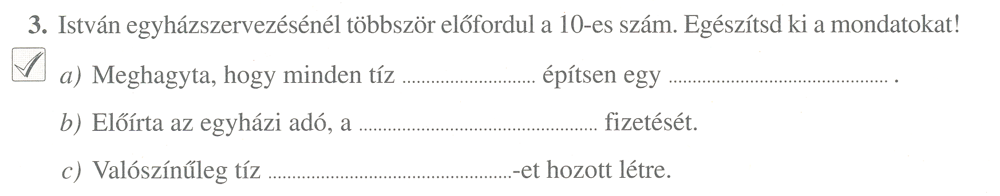 3. István egyházszervezésénél többször előfordul a 10-es szám. Egészítsd ki a mondatokat!
a) Meghagyta, hogy minden tíz ........................... építsen egy ............................................. .
b) Előírta az egyházi adó, a ................................................ fizetését.
c) Valószínűleg tíz .................................................-et hozott létre.